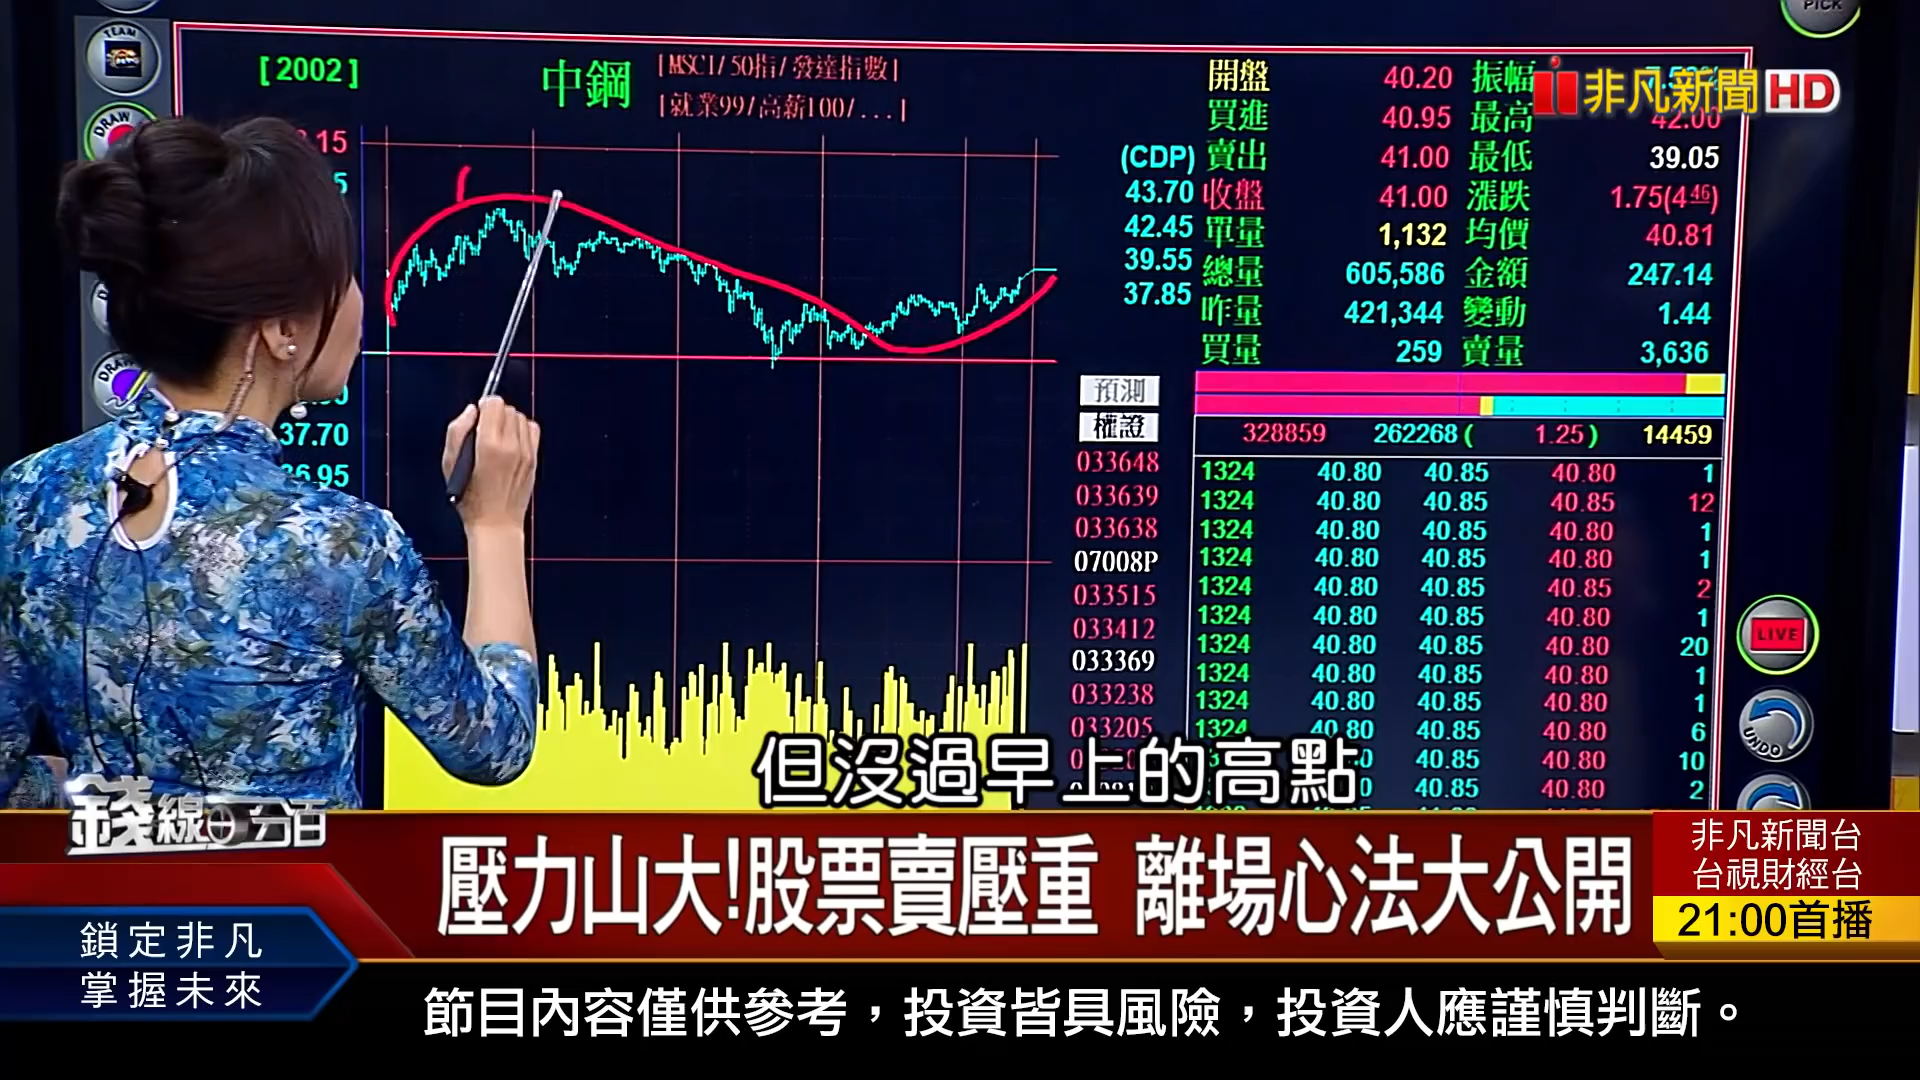 PICK
TEAM
DRAW
[2002] 中鋼 [MSCI/50指/發達指數]
[就業99/高薪100/...]
非凡新聞HD
開盤 40.20 振幅
買進 40.95 最高 42.00
(CDP) 賣出 41.00 最低 39.05
43.70 收盤 41.00 漲跌 1.75(4.46)
42.45 單量 1,132 均價 40.81
39.55 總量 605,586 金額 247.14
37.85 昨量 421,344 變動 1.44
買量 259 賣量 3,636
預測
權證
37.70
328859 262268( 1.25) 14459
033648
033639
033638
07008P
033515
033412
033369
033238
033205
1324 40.80 40.85 40.80 1
1324 40.80 40.85 40.85 12
1324 40.80 40.85 40.80 1
1324 40.80 40.85 40.80 1
1324 40.80 40.85 40.85 2
1324 40.80 40.85 40.80 1
1324 40.80 40.85 40.80 20
1324 40.80 40.85 40.80 1
1324 40.80 40.85 40.80 1
1324 40.80 40.85 40.80 6
40.85 40.80 10
40.85 40.80 2
LIVE
UNDO
但沒過早上的高點
錢線百分百
壓力山大!股票賣壓重 離場心法大公開
非凡新聞台
台視財經台
21:00首播
鎖定非凡
掌握未來
節目內容僅供參考，投資皆具風險，投資人應謹慎判斷。